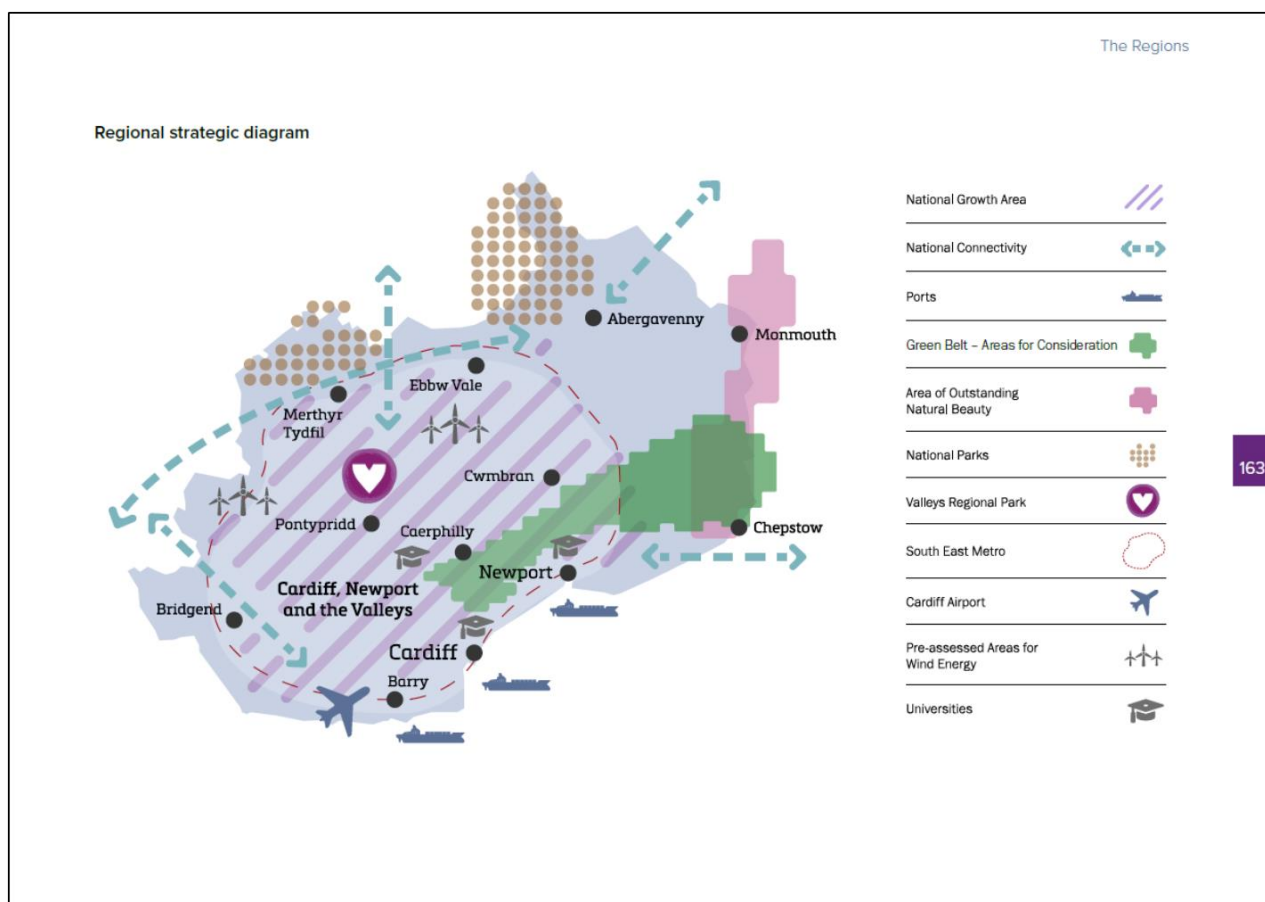 The Regions
Regional strategic diagram
Abergavenny
Monmouth
Ebbw Vale
Merthyr
Tydfil
Cwmbran
Pontypridd
Caerphilly
Chepstow
Newport
Cardiff, Newport
and the Valleys
Bridgend
Cardiff
Barry
National Growth Area
National Connectivity
Ports
Green Belt – Areas for Consideration
Area of Outstanding
Natural Beauty
National Parks
Valleys Regional Park
South East Metro
Cardiff Airport
Pre-assessed Areas for
Wind Energy
Universities
163